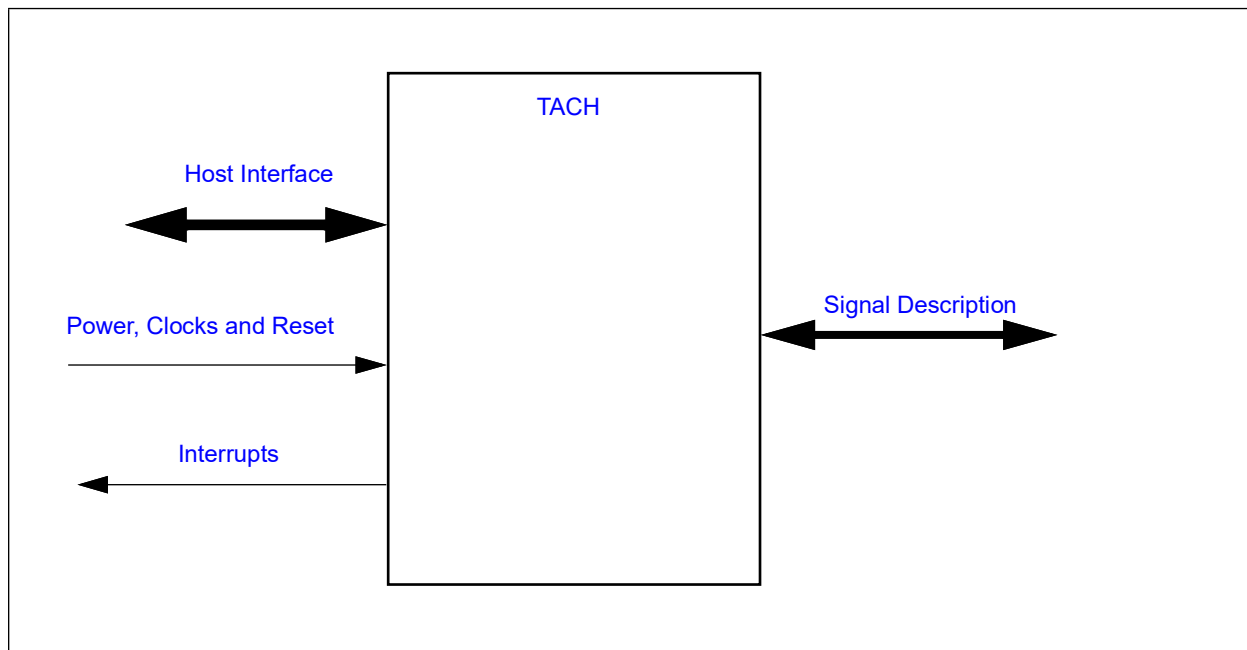 TACH
Host Interface
Signal Description
Power, Clocks and Reset
Interrupts